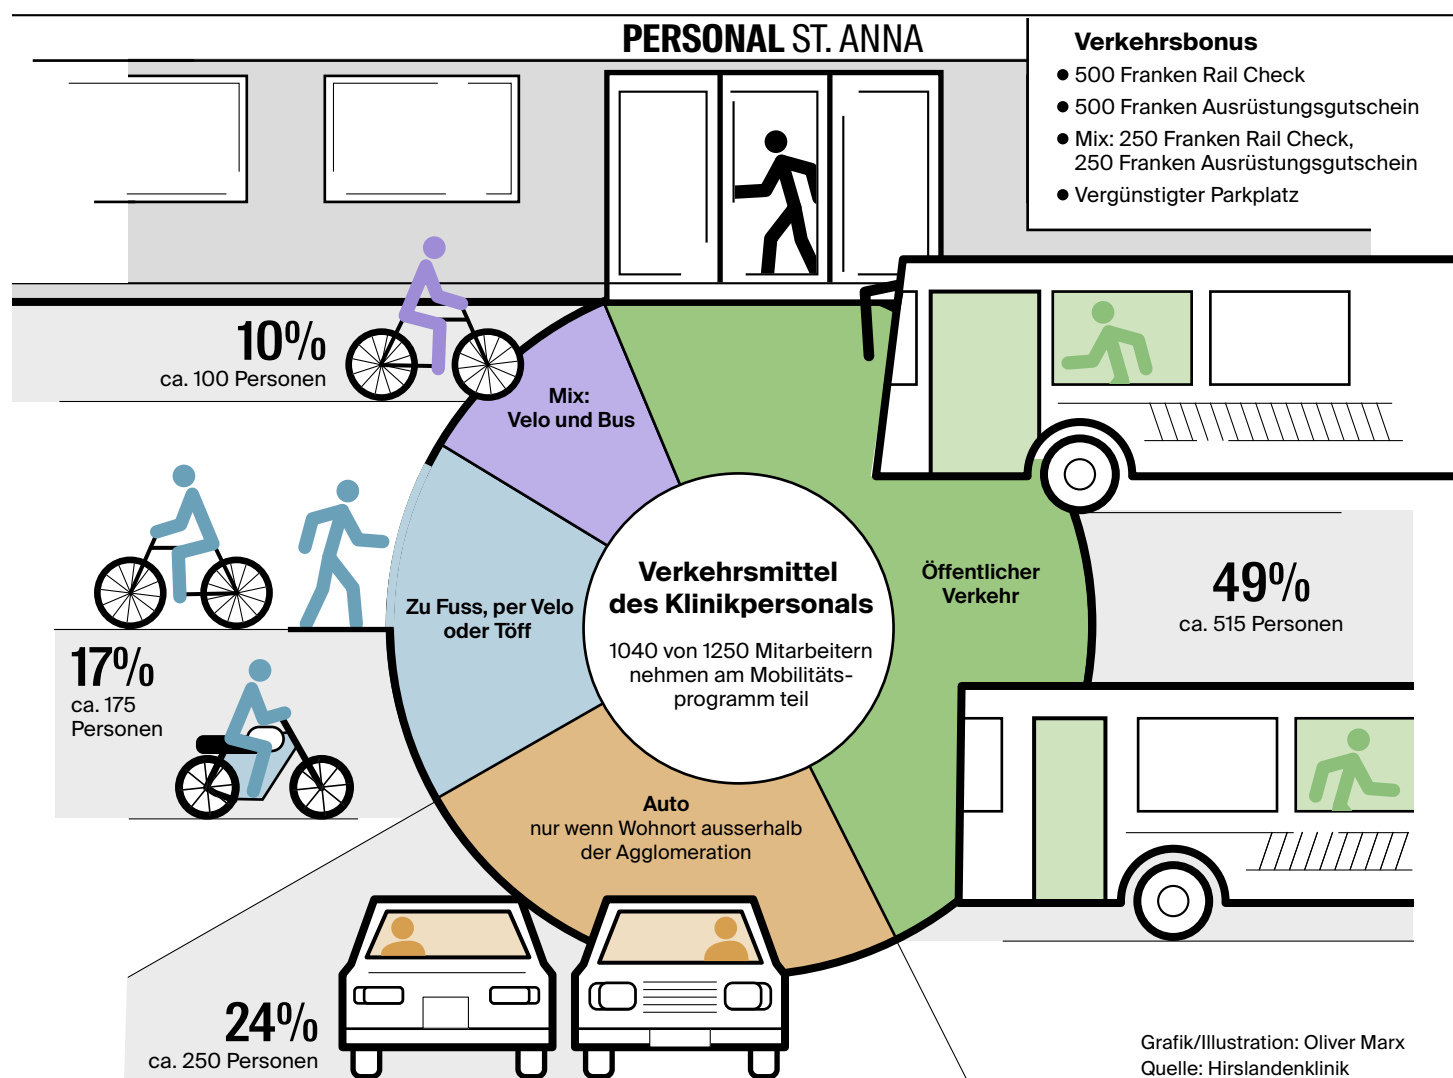 PERSONAL ST. ANNA
Verkehrsbonus
● 500 Franken Rail Check
● 500 Franken Ausrüstungsgutschein
● Mix: 250 Franken Rail Check,
250 Franken Ausrüstungsgutschein
● Vergünstigter Parkplatz
10%
ca. 100 Personen
Mix:
Velo und Bus
Zu Fuss, per Velo
oder Töff
17%
ca. 175
Personen
Verkehrsmittel
des Klinikpersonals
1040 von 1250 Mitarbeitern
nehmen am Mobilitäts-
programm teil
Öffentlicher
Verkehr
49%
ca. 515 Personen
Auto
nur wenn Wohnort ausserhalb
der Agglomeration
24%
ca. 250 Personen
Grafik/Illustration: Oliver Marx
Quelle: Hirslandenklinik